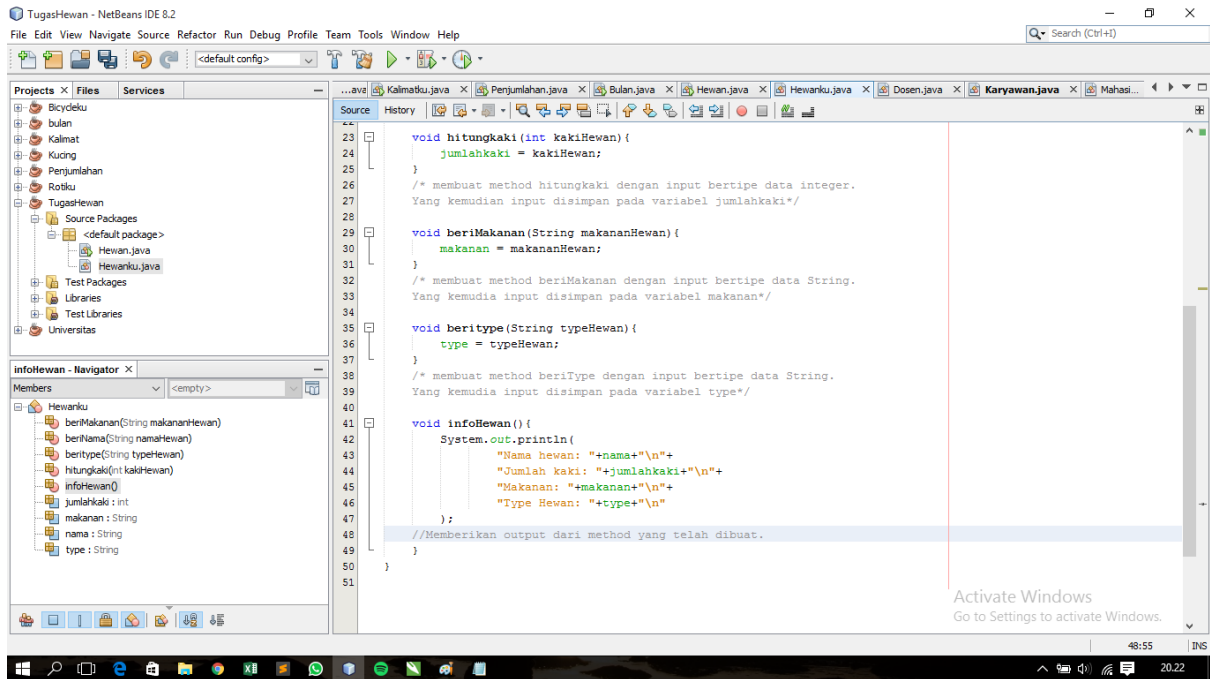 TugasHewan - NetBeans IDE 8.2
File Edit View Navigate Source Refactor Run Debug Profile Team Tools Window Help
Search (Ctrl+I)
<default config>
Projects Files Services
Bicydeku
bulan
Kalimat
Kucing
Penjumlahan
Rotiku
TugasHewan
Source Packages
<default package>
Hewan.java
Hewanku.java
Test Packages
Libraries
Test Libraries
Universitas
infoHewan - Navigator
Members <empty>
Hewanku
beriMakanan(String makananHewan)
beriNama(String namaHewan)
beritype(String typeHewan)
hitungkaki(int kakiHewan)
infoHewan()
jumlahkaki : int
makanan : String
nama : String
type : String
...ava Kalimatku.java Penjumlahan.java Bulan.java Hewan.java Hewanku.java Dosen.java Karyawan.java Mahasi...
Source History
23 void hitungkaki(int kakiHewan){
24 jumlahkaki = kakiHewan;
25 }
26 /* membuat method hitungkaki dengan input bertipe data integer.
27 Yang kemudian input disimpan pada variabel jumlahkaki*/
28
29 void beriMakanan(String makananHewan){
30 makanan = makananHewan;
31 }
32 /* membuat method beriMakanan dengan input bertipe data String.
33 Yang kemudia input disimpan pada variabel makanan*/
34
35 void beritype(String typeHewan){
36 type = typeHewan;
37 }
38 /* membuat method beriType dengan input bertipe data String.
39 Yang kemudia input disimpan pada variabel type*/
40
41 void infoHewan(){
42 System.out.println(
43 "Nama hewan: "+nama+"\n"+
44 "Jumlah kaki: "+jumlahkaki+"\n"+
45 "Makanan: "+makanan+"\n"+
46 "Type Hewan: "+type+"\n"
47 );
48 //Memberikan output dari method yang telah dibuat.
49 }
50 }
51
Activate Windows
Go to Settings to activate Windows.
48:55 INS
20.22